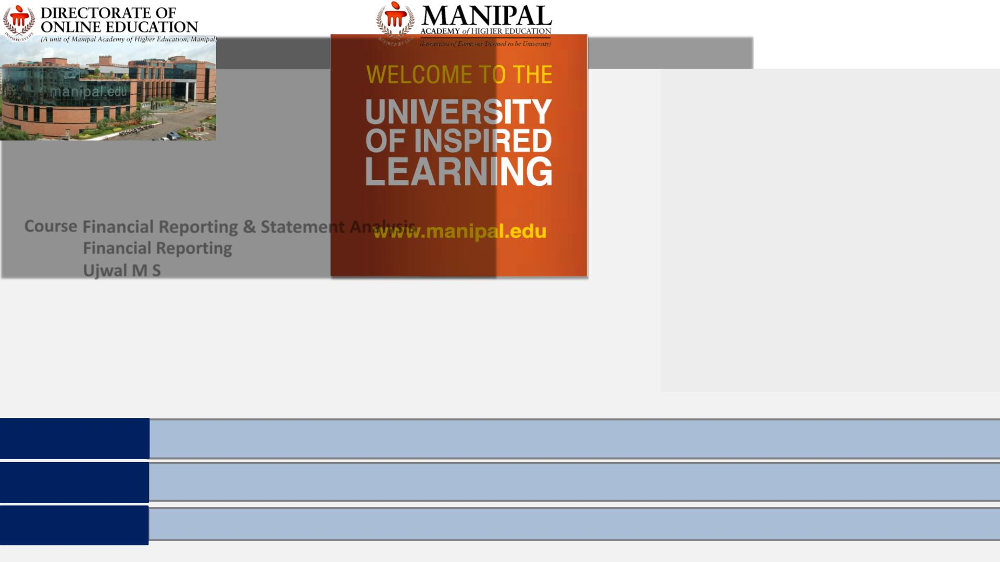 DIRECTORATE OF
ONLINE EDUCATION
(A unit of Manipal Academy of Higher Education, Manipal)
INSPIRED BY LIFE
manipal.edu
MANIPAL
ACADEMY of HIGHER EDUCATION
(Institution of Eminence Deemed to be University)
INSPIRED BY LIFE
WELCOME TO THE
UNIVERSITY
OF INSPIRED
LEARNING
www.manipal.edu
Course Financial Reporting & Statement Analysis
Financial Reporting
Ujwal M S